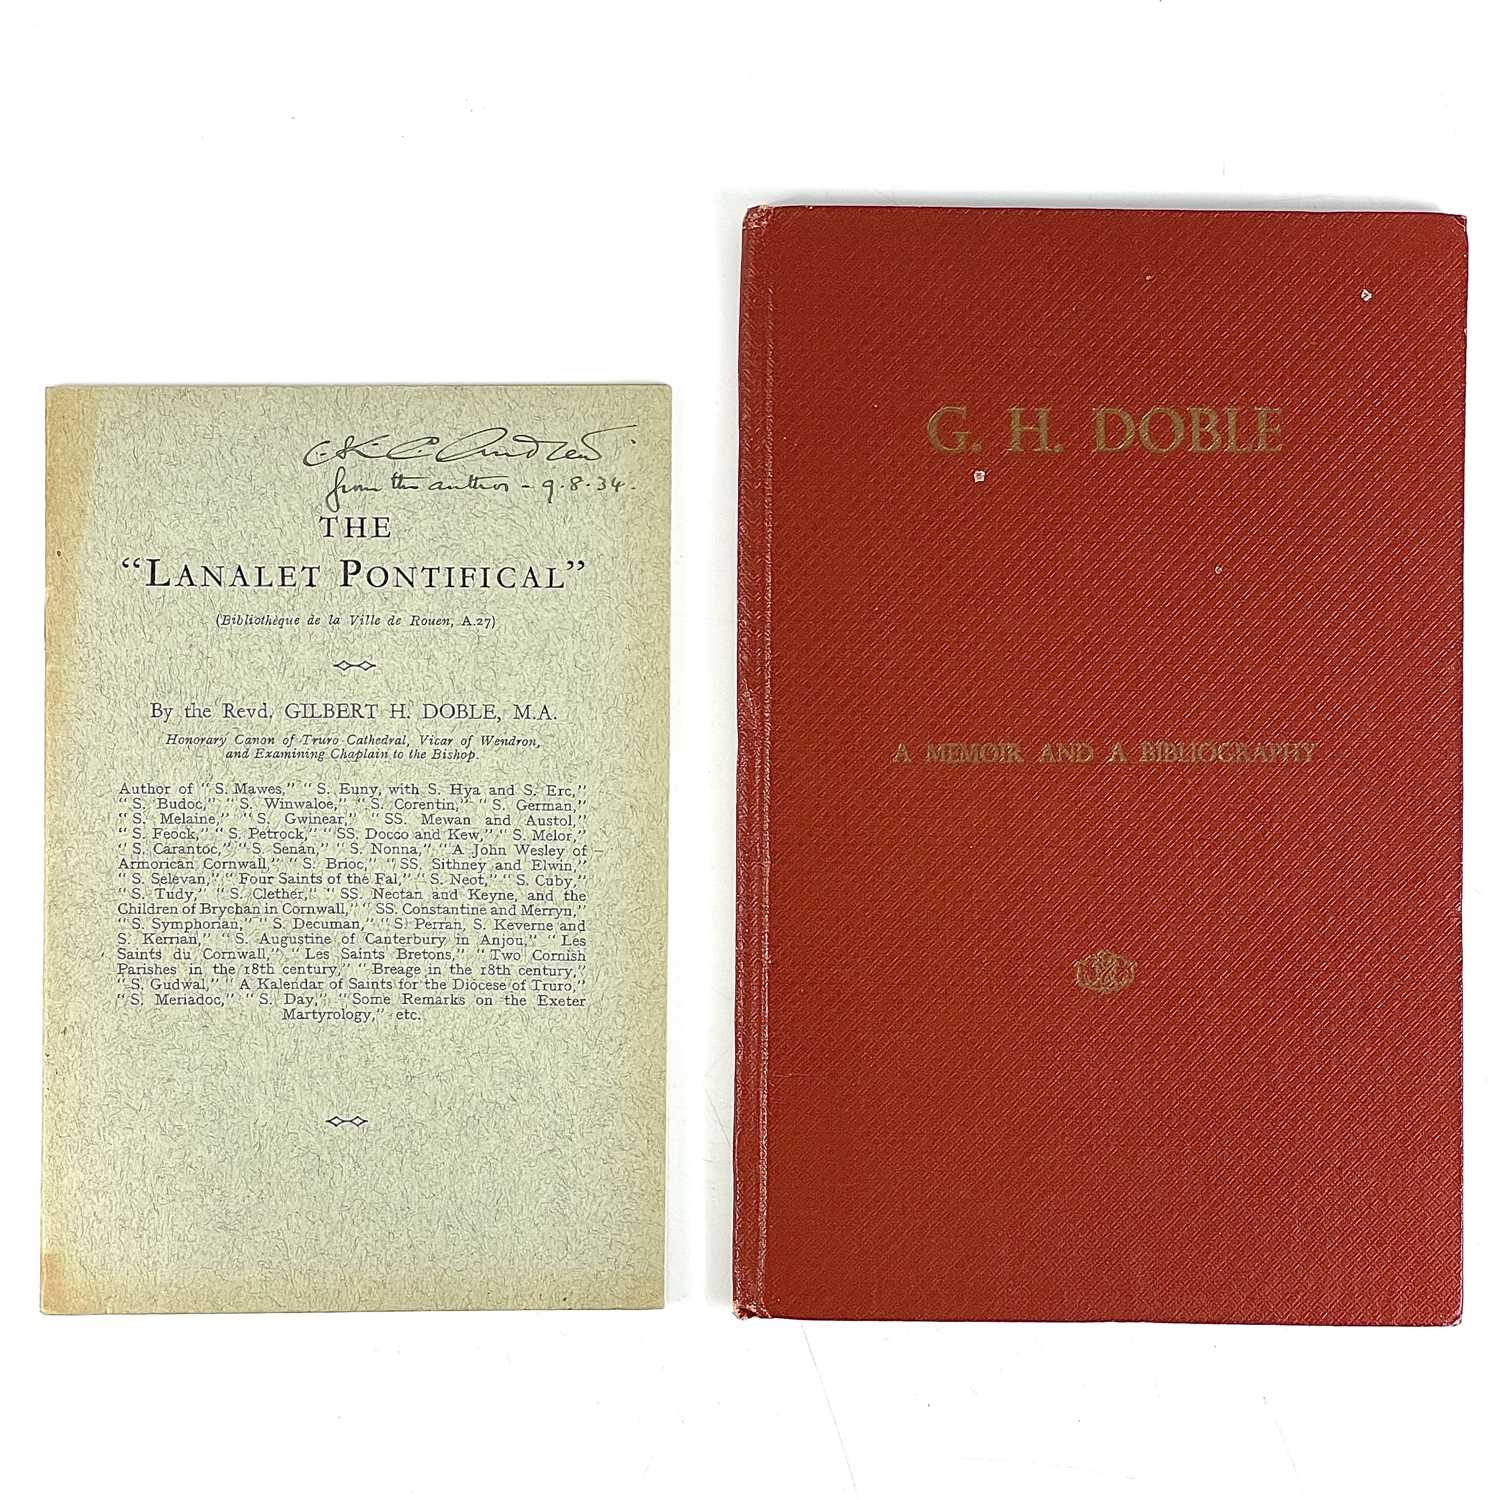 C. K. C. Andrew
from the author - 9.8.34.
THE
“LANALET PONTIFICAL”
(Bibliothèque de la Ville de Rouen, A.27)
By the Revd. GILBERT H. DOBLE, M.A.
Honorary Canon of Truro Cathedral, Vicar of Wendron,
and Examining Chaplain to the Bishop.
Author of “S. Mawes,” “S. Euny, with S. Hya and S. Erc,”
“S. Budoc,” “S. Winwaloe,” “S. Corentin,” “S. German,”
“S. Melaine,” “S. Gwinear,” “SS. Mewan and Austol,”
“S. Feock,” “S. Petrock,” “SS. Docco and Kew,” “S. Melor,”
“S. Carantoc,” “S. Senan,” “S. Nonna,” “A John Wesley of
Armorican Cornwall,” “S. Brioc,” “SS. Sithney and Elwin,”
“S. Selevan,” “Four Saints of the Fal,” “S. Neot,” “S. Cuby,”
“S. Tudy,” “S. Clether,” “SS. Nectan and Keyne, and the
Children of Brychan in Cornwall,” “SS. Constantine and Merryn,”
“S. Symphorian,” “S. Decuman,” “S. Perran, S. Keverne and
S. Kerrian,” “S. Augustine of Canterbury in Anjou,” “Les
Saints du Cornwall,” “Les Saints Bretons,” “Two Cornish
Parishes in the 18th century,” “Breage in the 18th century,”
“S. Gudwal,” “A Kalendar of Saints for the Diocese of Truro,”
“S. Meriadoc,” “S. Day,” “Some Remarks on the Exeter
Martyrology,” etc.
G. H. DOBLE
A MEMOIR AND A BIBLIOGRAPHY